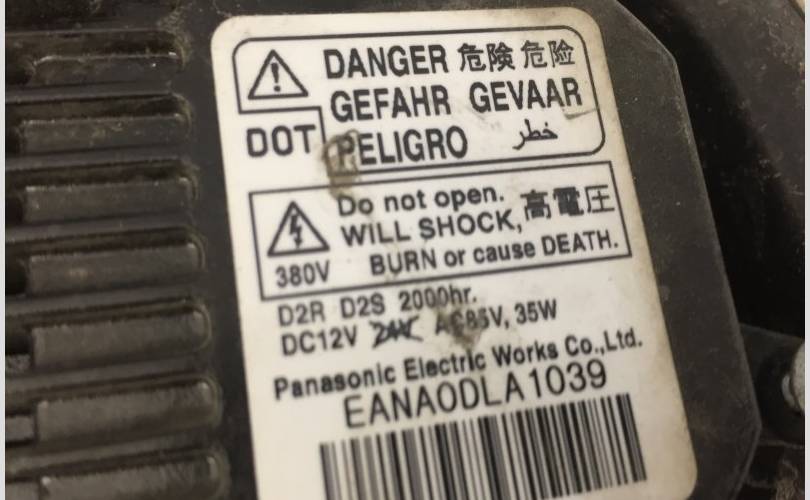 DANGER 危険 危险
GEFAHR GEVAAR
DOT PELIGRO خطر
Do not open.
WILL SHOCK, 高電圧
380V BURN or cause DEATH.
D2R D2S 2000hr.
DC12V AC85V, 35W
Panasonic Electric Works Co.,Ltd.
EANA0DLA1039